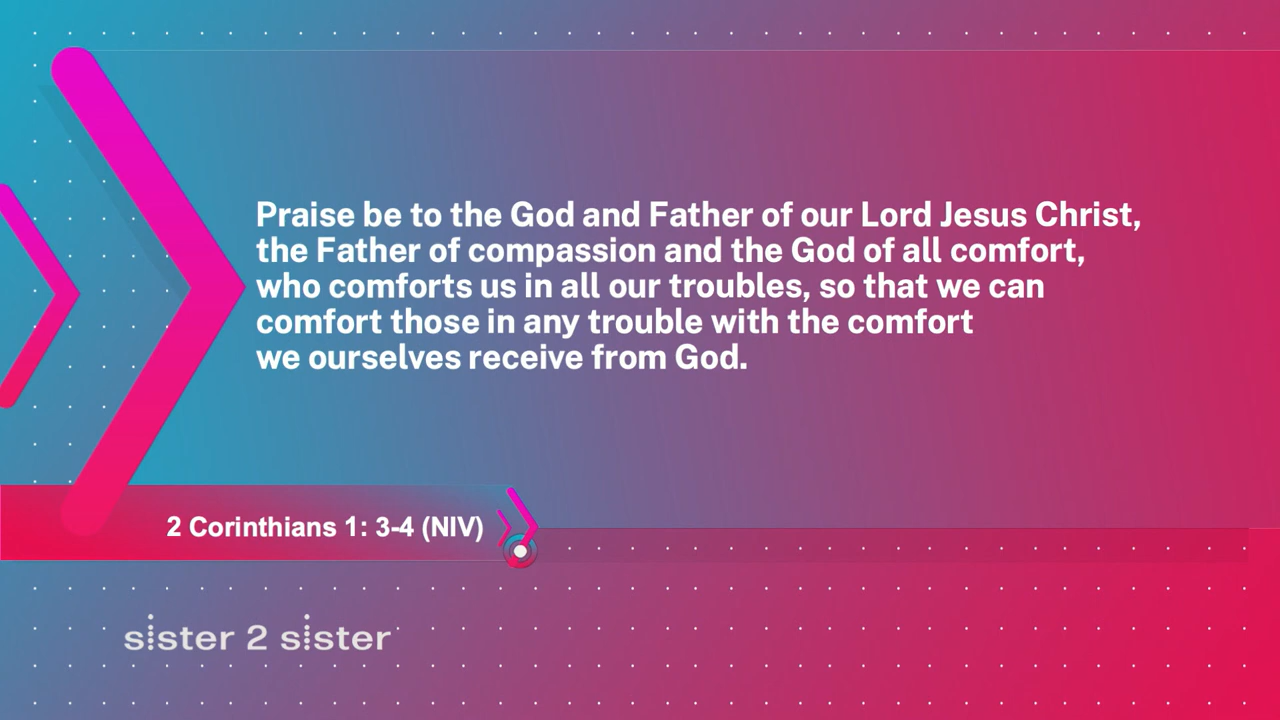 Praise be to the God and Father of our Lord Jesus Christ,
the Father of compassion and the God of all comfort,
who comforts us in all our troubles, so that we can
comfort those in any trouble with the comfort
we ourselves receive from God.
2 Corinthians 1: 3-4 (NIV)
sister 2 sister